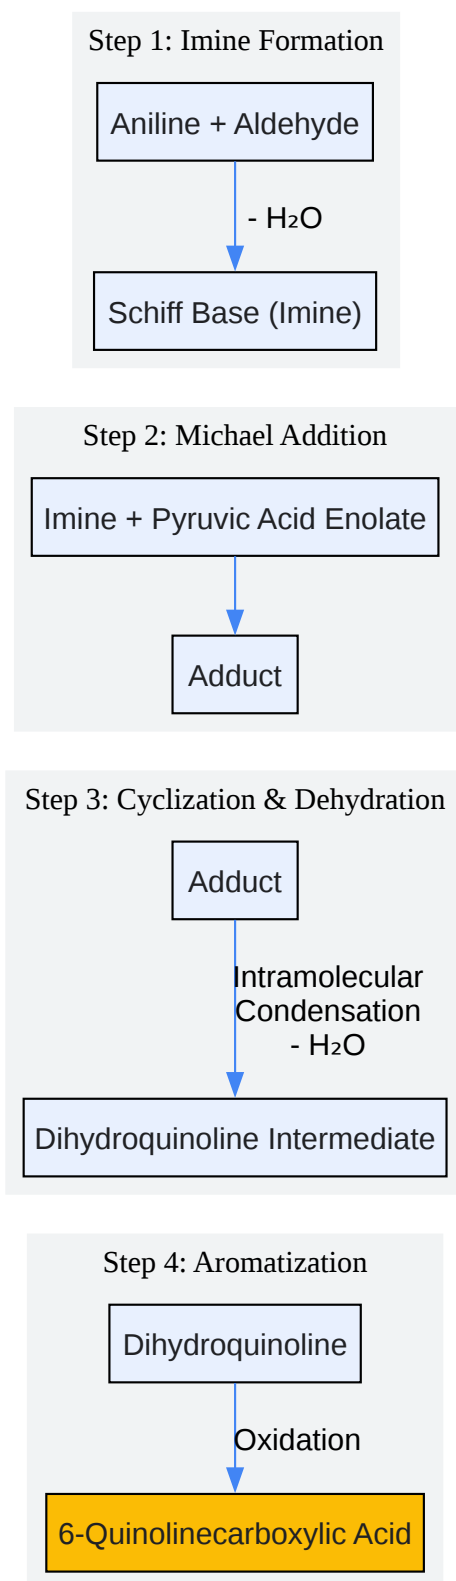 Step 1: Imine Formation
Aniline + Aldehyde
- H₂O
Schiff Base (Imine)
Step 2: Michael Addition
Imine + Pyruvic Acid Enolate
Adduct
Step 3: Cyclization & Dehydration
Adduct
Intramolecular
Condensation
- H₂O
Dihydroquinoline Intermediate
Step 4: Aromatization
Dihydroquinoline
Oxidation
6-Quinolinecarboxylic Acid